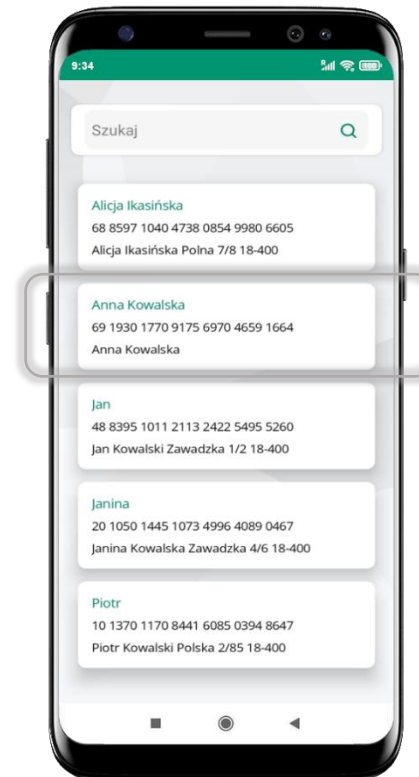 9:34
Szukaj
Alicja Ikasińska
68 8597 1040 4738 0854 9980 6605
Alicja Ikasińska Polna 7/8 18-400
Anna Kowalska
69 1930 1770 9175 6970 4659 1664
Anna Kowalska
Jan
48 8395 1011 2113 2422 5495 5260
Jan Kowalski Zawadzka 1/2 18-400
Janina
20 1050 1445 1073 4996 4089 0467
Janina Kowalska Zawadzka 4/6 18-400
Piotr
10 1370 1170 8441 6085 0394 8647
Piotr Kowalski Polska 2/85 18-400